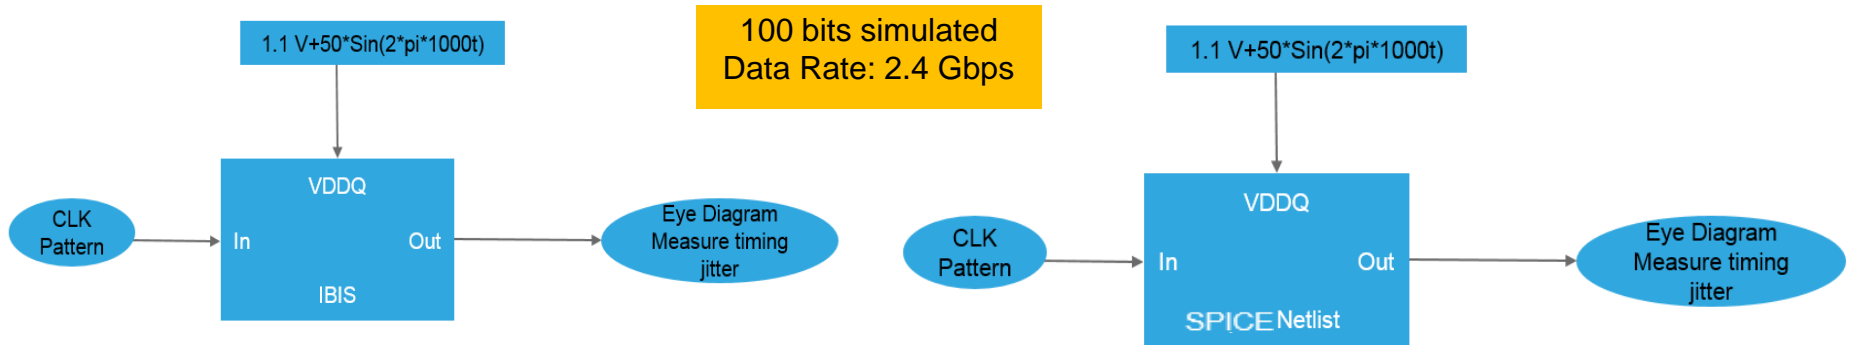 1.1 V+50*Sin(2*pi*1000t)
VDDQ
CLK
Pattern
In
Out
IBIS
Eye Diagram
Measure timing
jitter
100 bits simulated
Data Rate: 2.4 Gbps
1.1 V+50*Sin(2*pi*1000t)
VDDQ
CLK
Pattern
In
Out
SPICE Netlist
Eye Diagram
Measure timing
jitter